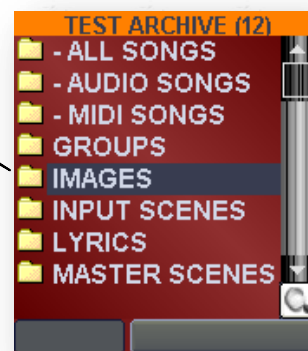 TEST ARCHIVE (12)
- ALL SONGS
- AUDIO SONGS
- MIDI SONGS
GROUPS
IMAGES
INPUT SCENES
LYRICS
MASTER SCENES